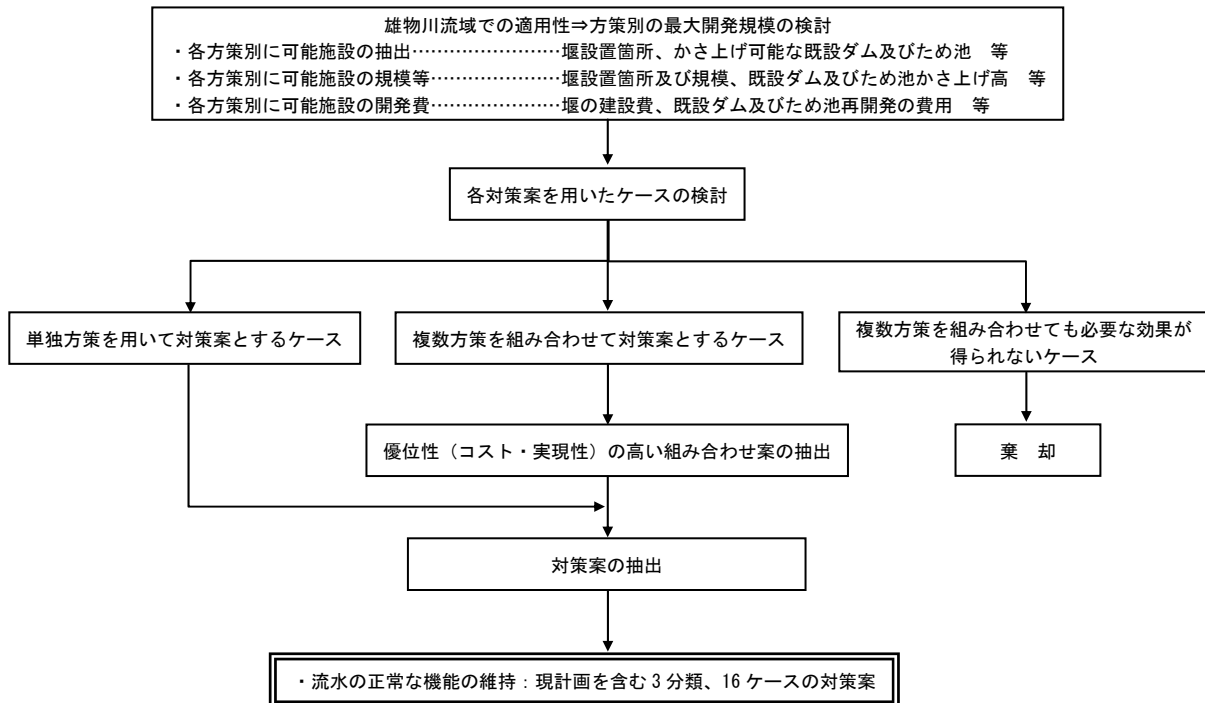 雄物川流域での適用性⇒方策別の最大開発規模の検討
・各方策別に可能施設の抽出……………………堰設置箇所、かさ上げ可能な既設ダム及びため池　等
・各方策別に可能施設の規模等………………堰設置箇所及び規模、既設ダム及びため池かさ上げ高　等
・各方策別に可能施設の開発費…………………堰の建設費、既設ダム及びため池再開発の費用　等
各対策案を用いたケースの検討
単独方策を用いて対策案とするケース
複数方策を組み合わせて対策案とするケース
複数方策を組み合わせても必要な効果が
得られないケース
優位性（コスト・実現性）の高い組み合わせ案の抽出
棄　却
対策案の抽出
・流水の正常な機能の維持：現計画を含む3分類、16ケースの対策案